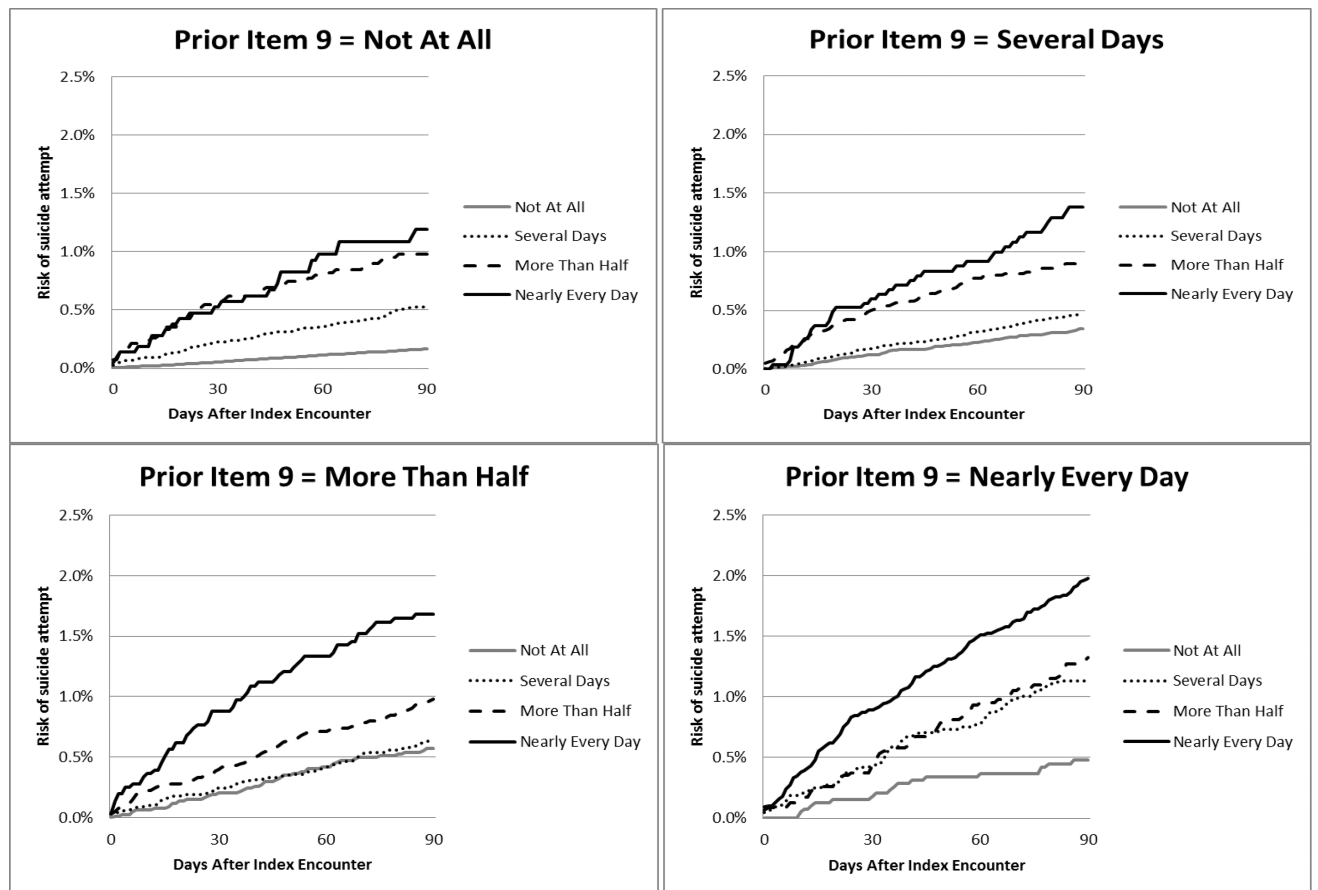 Prior Item 9 = Not At All
2.5%
2.0%
1.5%
1.0%
0.5%
0.0%
Risk of suicide attempt
0 30 60 90
Days After Index Encounter
Not At All
Several Days
More Than Half
Nearly Every Day
Prior Item 9 = Several Days
2.5%
2.0%
1.5%
1.0%
0.5%
0.0%
Risk of suicide attempt
0 30 60 90
Days After Index Encounter
Not At All
Several Days
More Than Half
Nearly Every Day
Prior Item 9 = More Than Half
2.5%
2.0%
1.5%
1.0%
0.5%
0.0%
Risk of suicide attempt
0 30 60 90
Days After Index Encounter
Not At All
Several Days
More Than Half
Nearly Every Day
Prior Item 9 = Nearly Every Day
2.5%
2.0%
1.5%
1.0%
0.5%
0.0%
Risk of suicide attempt
0 30 60 90
Days After Index Encounter
Not At All
Several Days
More Than Half
Nearly Every Day